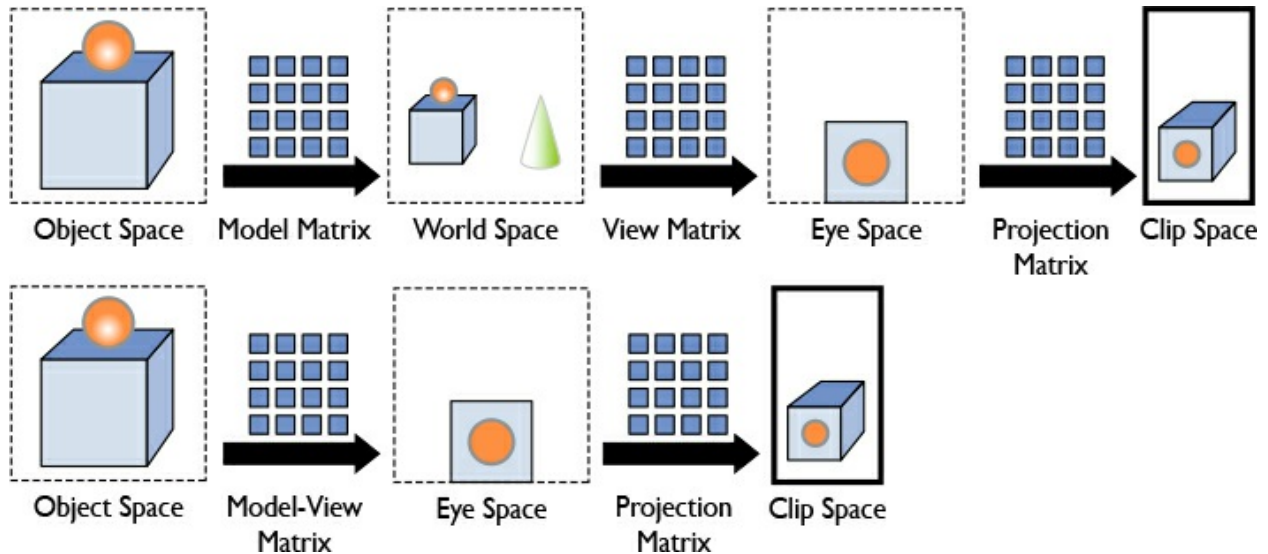 Object Space Model Matrix World Space View Matrix Eye Space Projection Clip Space
Matrix
Object Space Model-View Eye Space Projection Clip Space
Matrix Matrix